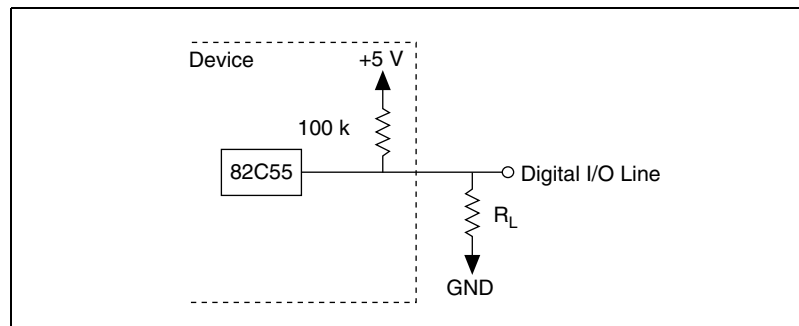 Device
+5 V
100 k
82C55
Digital I/O Line
RL
GND